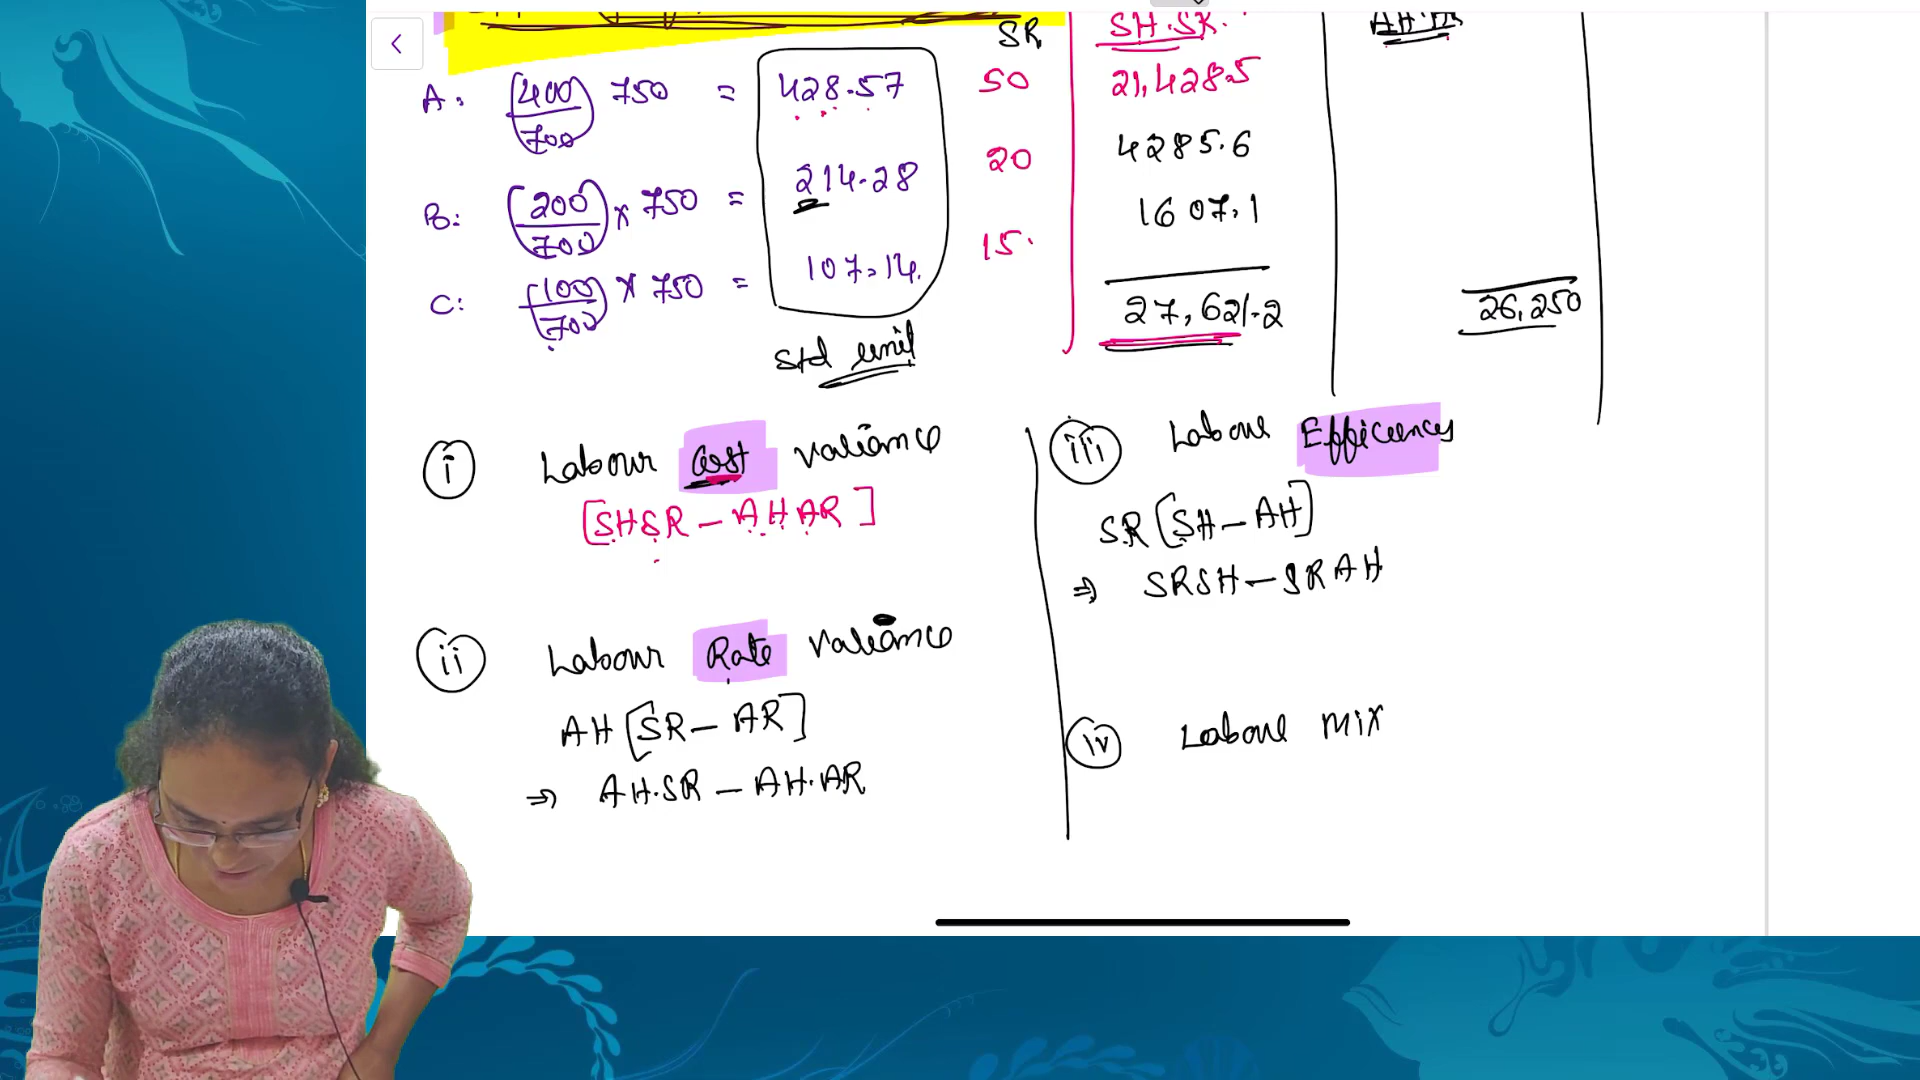 SR SH.SR. AH.AR
A: (400/700) 750 = 428.57 50 21,428.5
B: (200/700) x 750 = 214.28 20 4285.6
C: (100/700) x 750 = 107.14. 15. 1607.1
27,621.2 26,250
Std unit
(i) Labour Cost variance
[SHSR – AHAR]
(ii) Labour Rate variance
AH [SR – AR]
⇒ AH.SR – AH.AR
(iii) Labour Efficiency
SR [SH – AH]
⇒ SRSH – SRAH
(iv) Labour Mix